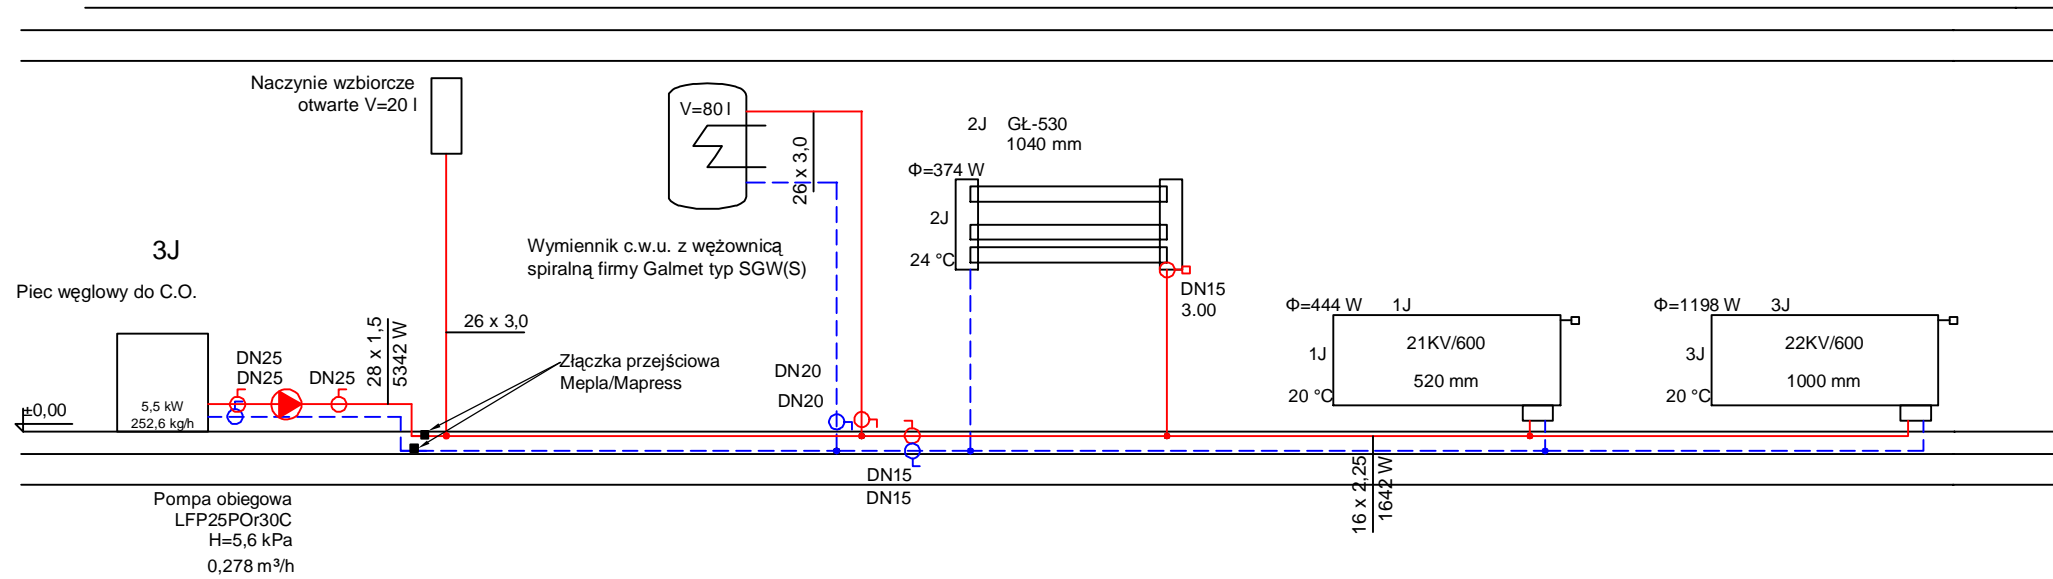 Naczynie wzbiorcze
otwarte V=20 l
V=80 l
26 x 3,0
2J GŁ-530
1040 mm
Φ=374 W
2J
24 °C
DN15
3.00
3J
Piec węglowy do C.O.
Wymiennik c.w.u. z wężownicą
spiralną firmy Galmet typ SGW(S)
Φ=444 W 1J
21KV/600
1J
520 mm
20 °C
Φ=1198 W 3J
22KV/600
3J
1000 mm
20 °C
26 x 3,0
28 x 1,5
5342 W
Złączka przejściowa
Mepla/Mapress
DN25
DN25
DN25
DN20
DN20
±0,00
5,5 kW
252,6 kg/h
DN15
DN15
16 x 2,25
1642 W
Pompa obiegowa
LFP25POr30C
H=5,6 kPa
0,278 m³/h